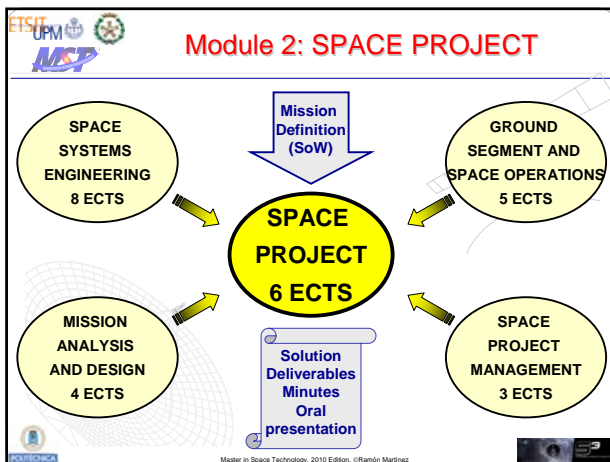 ETSIT
UPM
MST
Module 2: SPACE PROJECT
Mission
Definition
(SoW)
SPACE
SYSTEMS
ENGINEERING
8 ECTS
GROUND
SEGMENT AND
SPACE OPERATIONS
5 ECTS
SPACE
PROJECT
6 ECTS
MISSION
ANALYSIS
AND DESIGN
4 ECTS
Solution
Deliverables
Minutes
Oral
presentation
SPACE
PROJECT
MANAGEMENT
3 ECTS
POLITÉCNICA
Master in Space Technology, 2010 Edition. ©Ramón Martínez